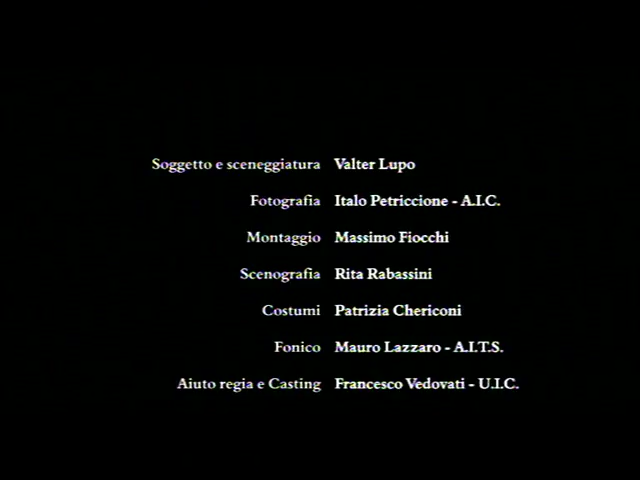 Soggetto e sceneggiatura Valter Lupo
Fotografia Italo Petriccione - A.I.C.
Montaggio Massimo Fiocchi
Scenografia Rita Rabassini
Costumi Patrizia Chericoni
Fonico Mauro Lazzaro - A.I.T.S.
Aiuto regia e Casting Francesco Vedovati - U.I.C.